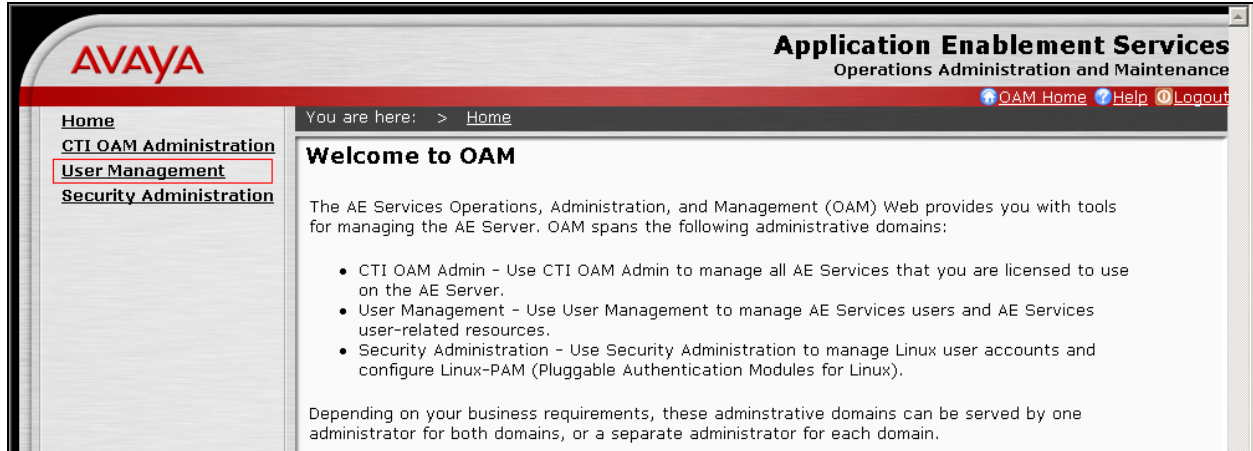 AVAYA
Application Enablement Services
Operations Administration and Maintenance
OAM Home Help Logout
Home
CTI OAM Administration
User Management
Security Administration
You are here: > Home
Welcome to OAM
The AE Services Operations, Administration, and Management (OAM) Web provides you with tools
for managing the AE Server. OAM spans the following administrative domains:
• CTI OAM Admin - Use CTI OAM Admin to manage all AE Services that you are licensed to use
on the AE Server.
• User Management - Use User Management to manage AE Services users and AE Services
user-related resources.
• Security Administration - Use Security Administration to manage Linux user accounts and
configure Linux-PAM (Pluggable Authentication Modules for Linux).
Depending on your business requirements, these adminstrative domains can be served by one
administrator for both domains, or a separate administrator for each domain.